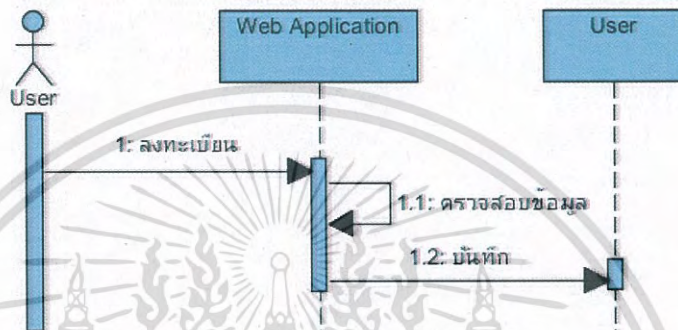 Web Application
User
User
1: ลงทะเบียน
1.1: ตรวจสอบข้อมูล
1.2: บันทึก